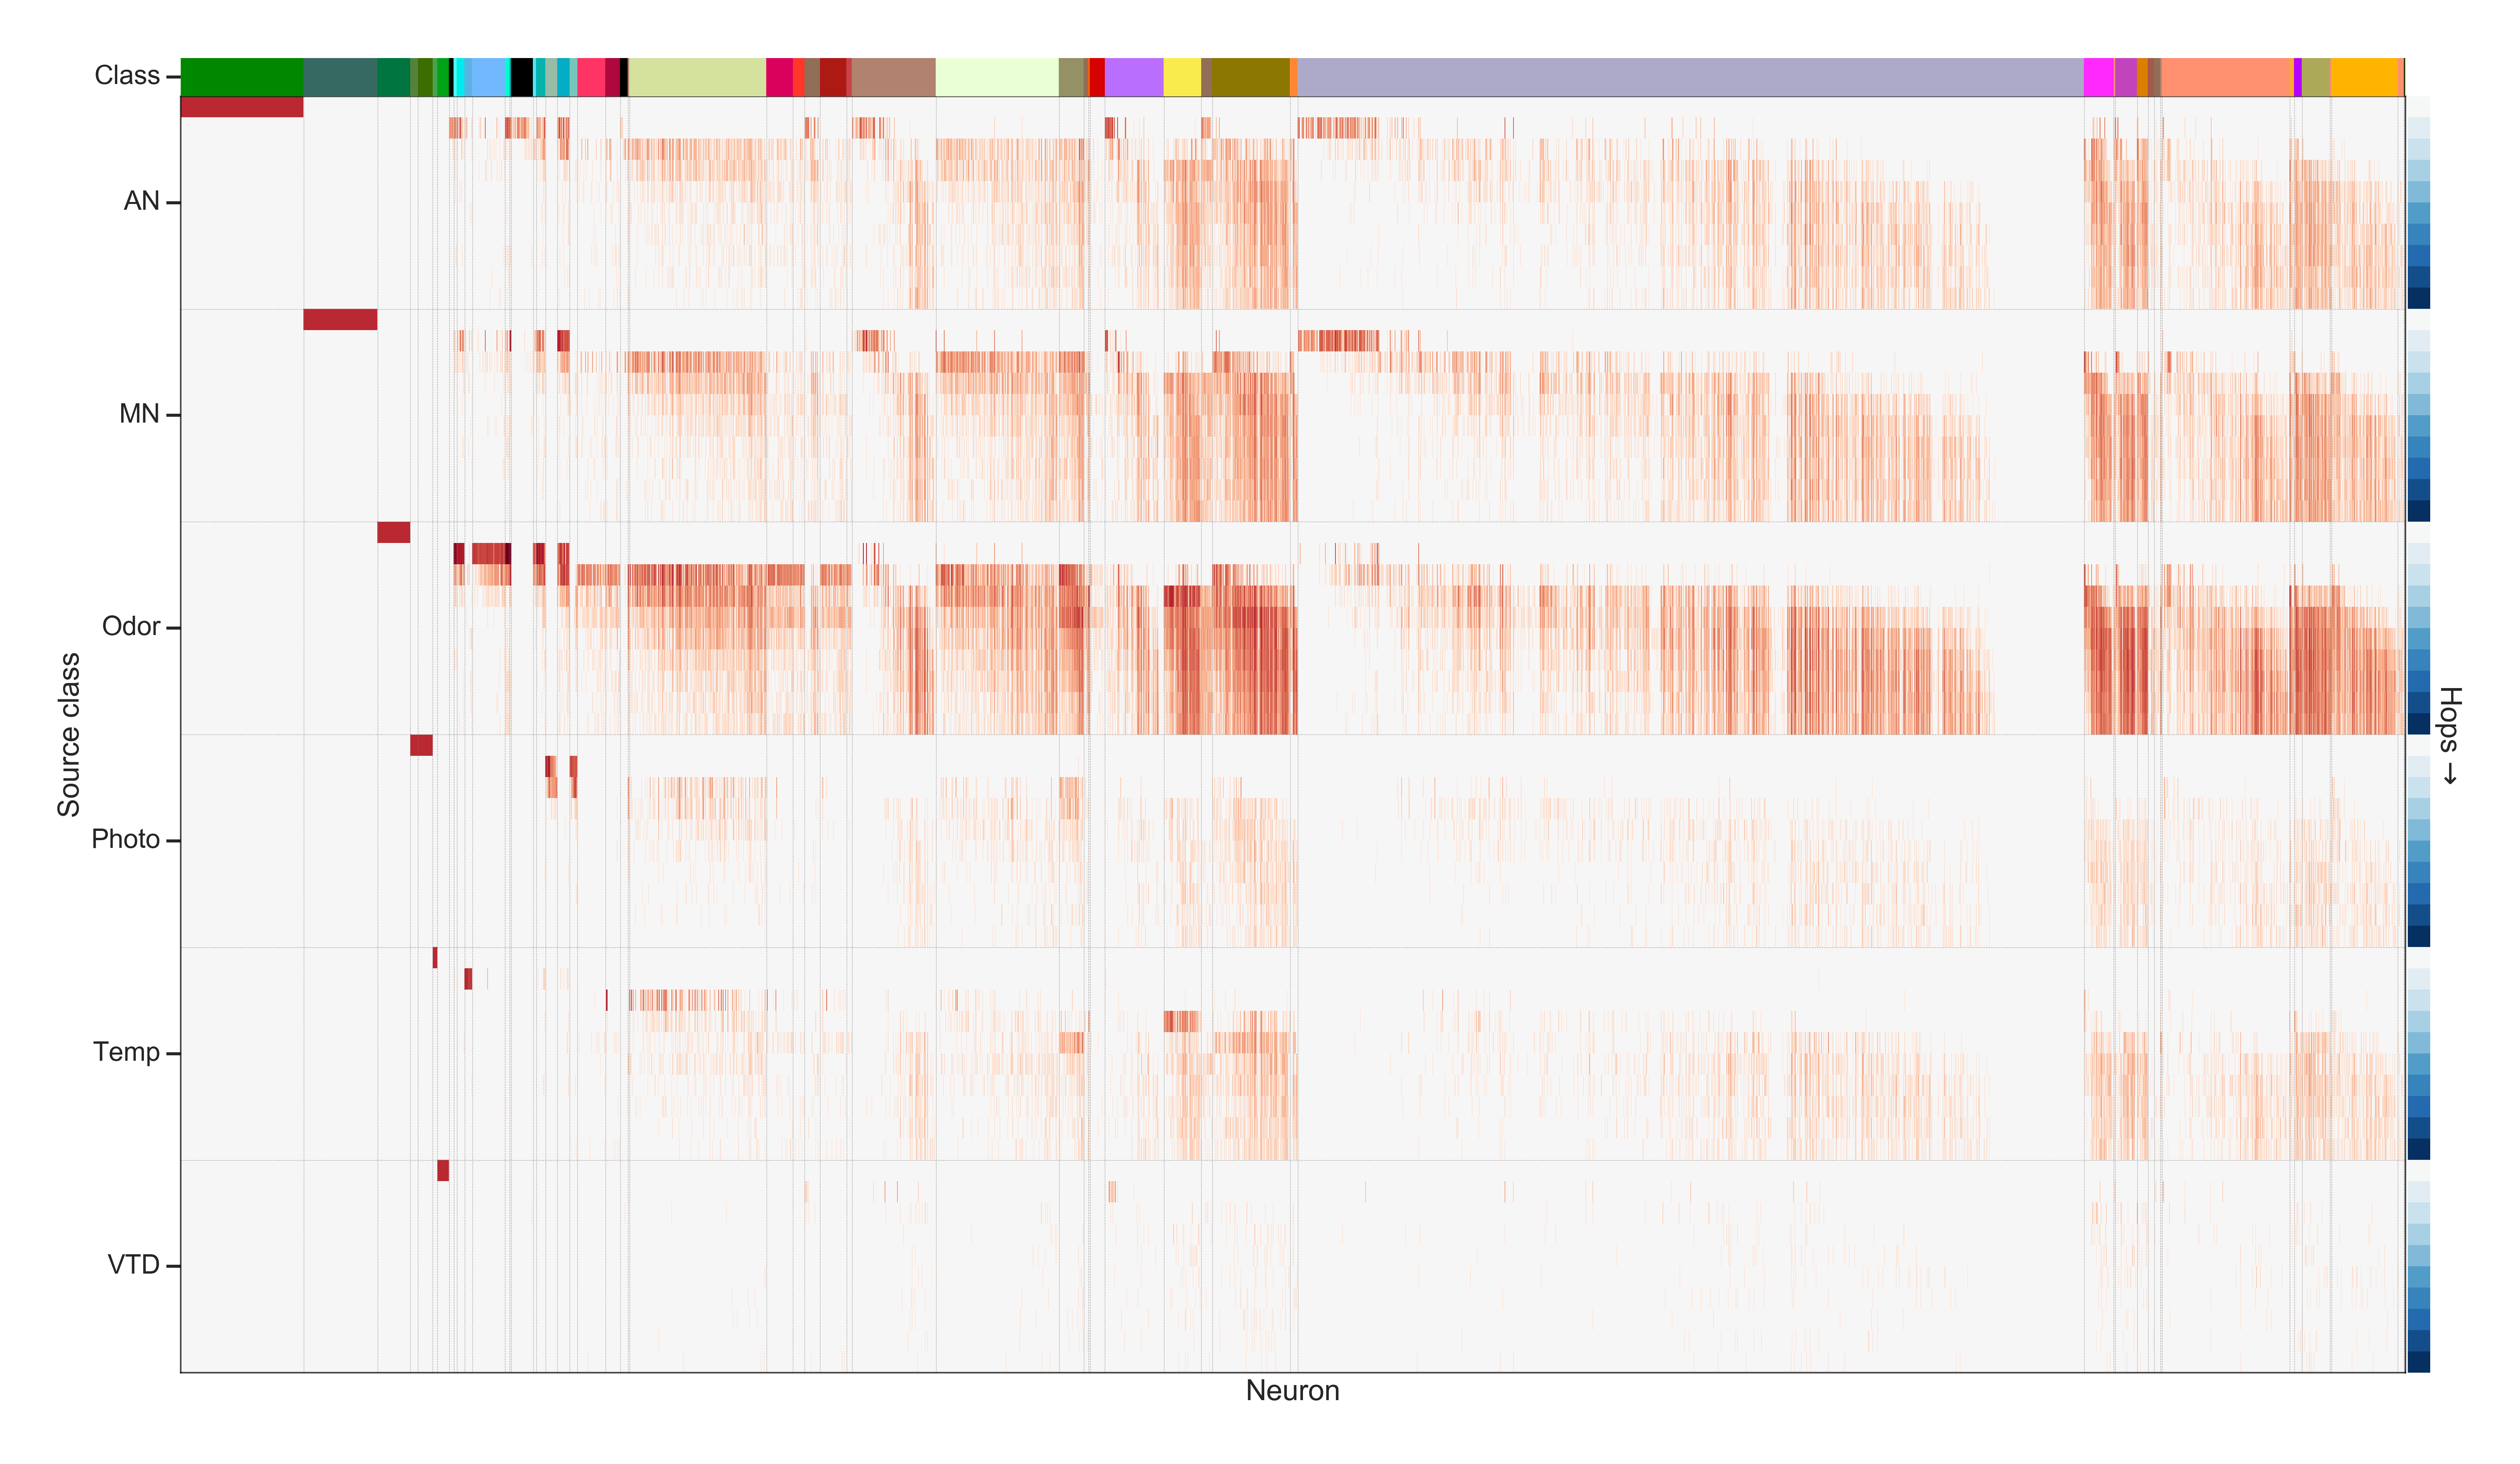 Class
AN
MN
Odor
Photo
Temp
VTD
Source class
Hops →
Neuron